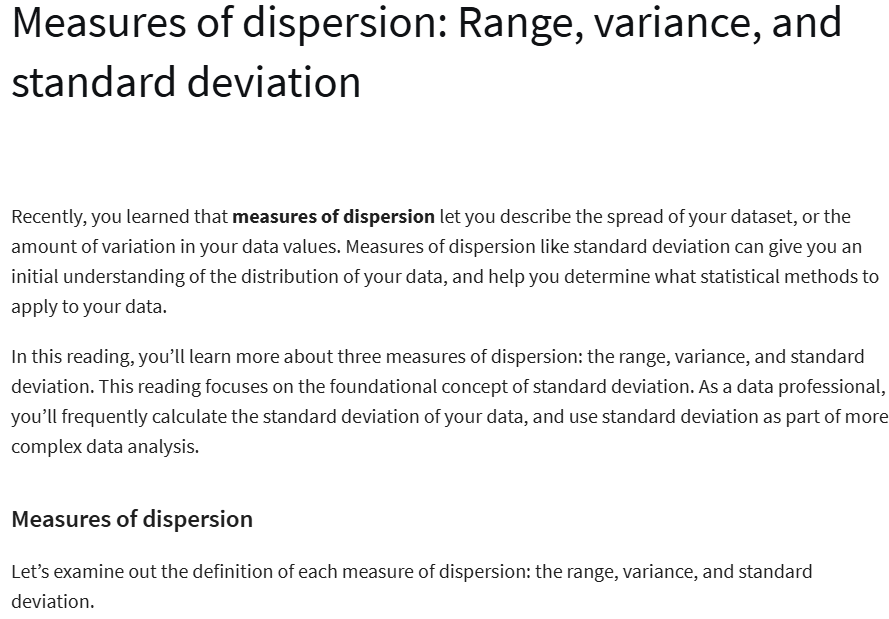 Measures of dispersion: Range, variance, and
standard deviation
Recently, you learned that measures of dispersion let you describe the spread of your dataset, or the
amount of variation in your data values. Measures of dispersion like standard deviation can give you an
initial understanding of the distribution of your data, and help you determine what statistical methods to
apply to your data.
In this reading, you’ll learn more about three measures of dispersion: the range, variance, and standard
deviation. This reading focuses on the foundational concept of standard deviation. As a data professional,
you’ll frequently calculate the standard deviation of your data, and use standard deviation as part of more
complex data analysis.
Measures of dispersion
Let’s examine out the definition of each measure of dispersion: the range, variance, and standard
deviation.